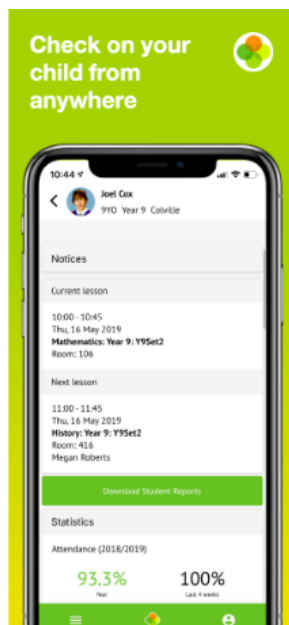 Check on your
child from
anywhere
10:44
Joel Cox
9YO Year 9 Colville
Notices
Current lesson
10:00 - 10:45
Thu, 16 May 2019
Mathematics: Year 9: Y9Set2
Room: 106
Next lesson
11:00 - 11:45
Thu, 16 May 2019
History: Year 9: Y9Set2
Room: 416
Megan Roberts
Download Student Reports
Statistics
Attendance (2018/2019)
93.3% 100%
Year Last 4 weeks